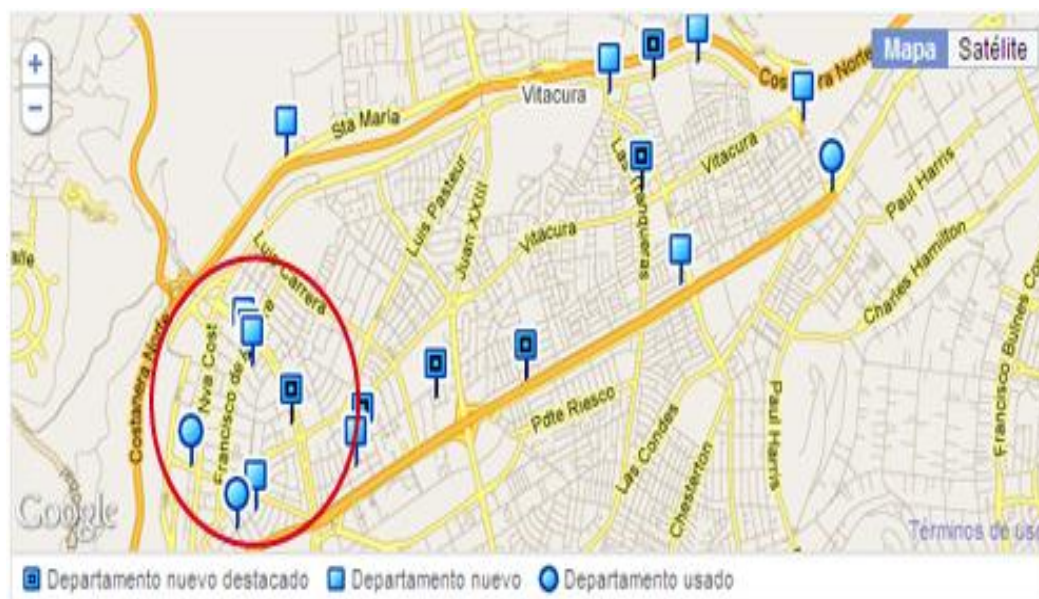 +
Mapa
Satélite
−
Costanera Norte
Vitacura
Sta María
Las Tranqueras
Vitacura
Luis Pasteur
Juan XXIII
Paul Harris
Vitacura
Charles Hamilton
Luis Carrera
Nva Cost
Francisco de A
Costanera Norte
Pdte Riesco
Las Condes
Paul Harris
Chesterton
Francisco Bulnes Co
Google
Términos de uso
Departamento nuevo destacado Departamento nuevo Departamento usado